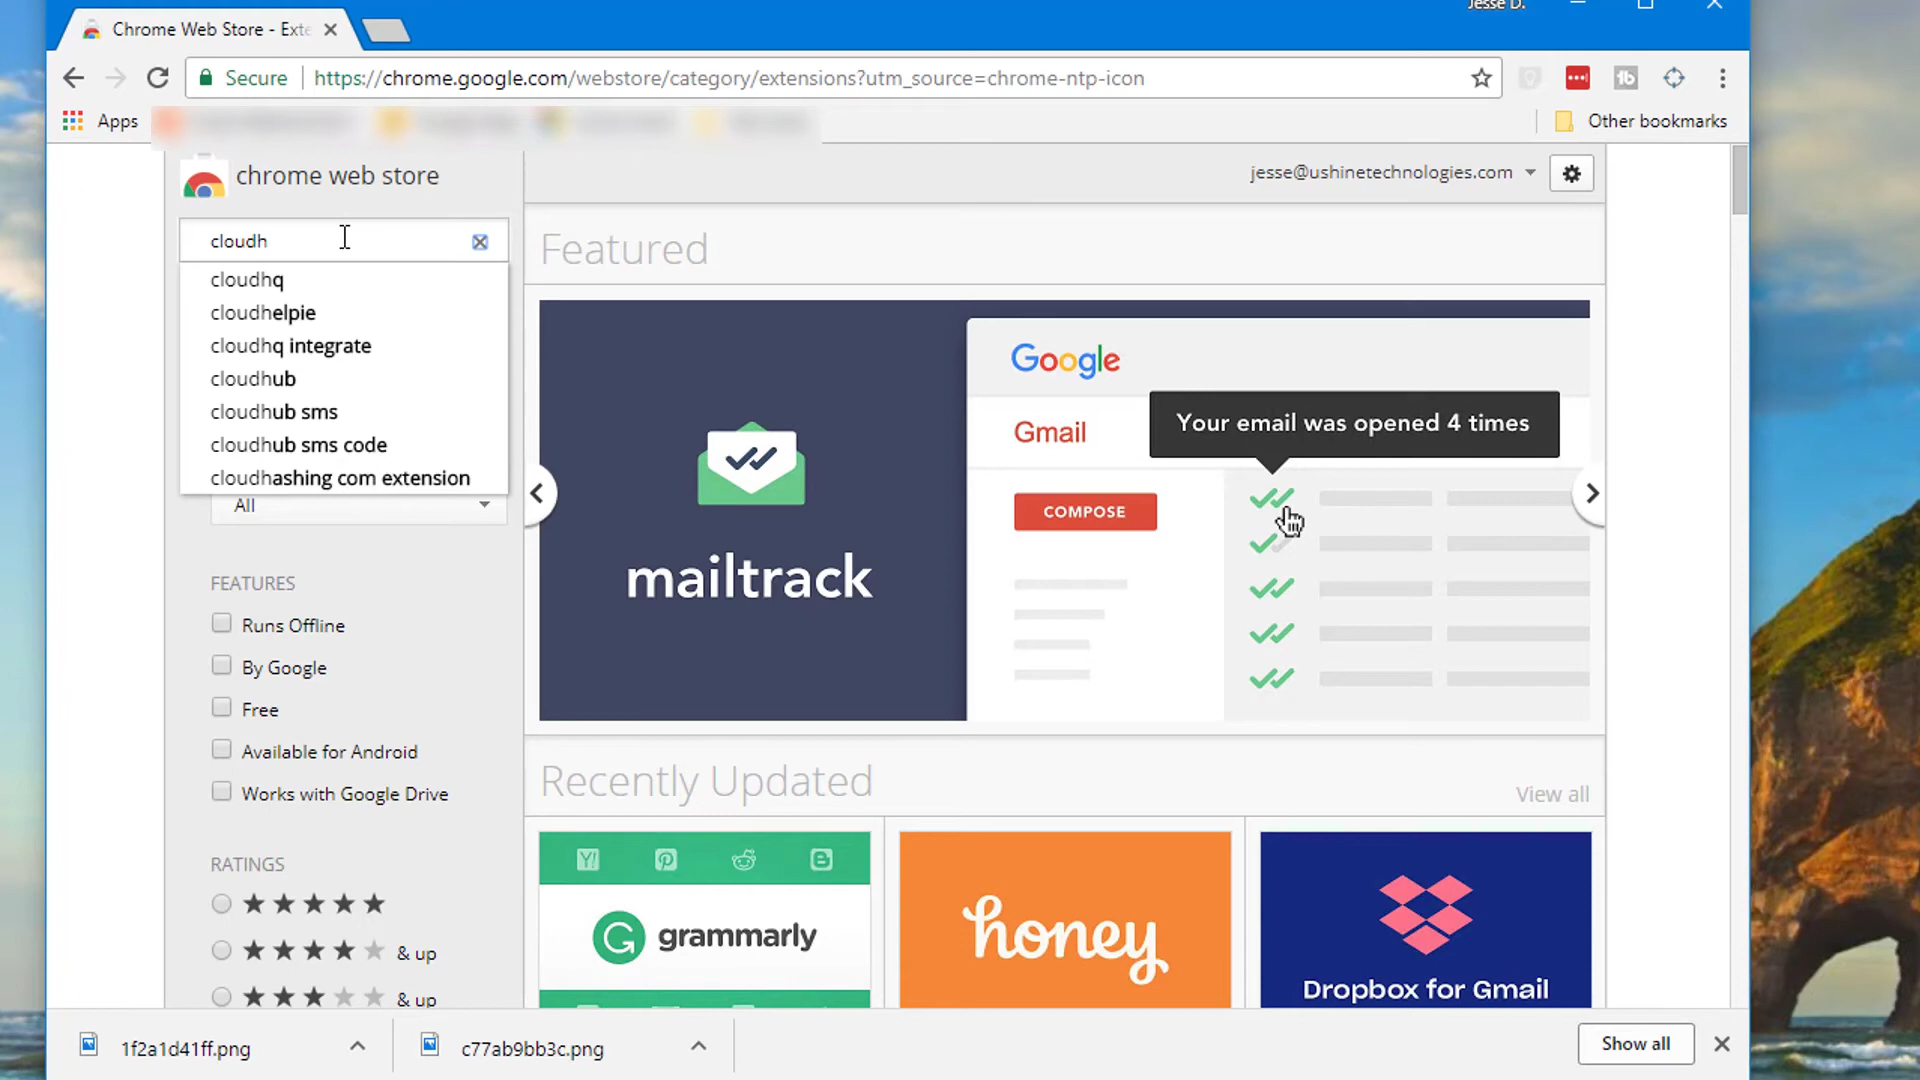 Jesse D.
Chrome Web Store - Exte
Secure
https://chrome.google.com/webstore/category/extensions?utm_source=chrome-ntp-icon
Apps
Other bookmarks
chrome web store
jesse@ushinetechnologies.com
cloudh
cloudhq
cloudhelpie
cloudhq integrate
cloudhub
cloudhub sms
cloudhub sms code
cloudhashing com extension
All
FEATURES
Runs Offline
By Google
Free
Available for Android
Works with Google Drive
RATINGS
& up
& up
Featured
mailtrack
Google
Gmail
Your email was opened 4 times
COMPOSE
Recently Updated
View all
grammarly
honey
Dropbox for Gmail
1f2a1d41ff.png
c77ab9bb3c.png
Show all